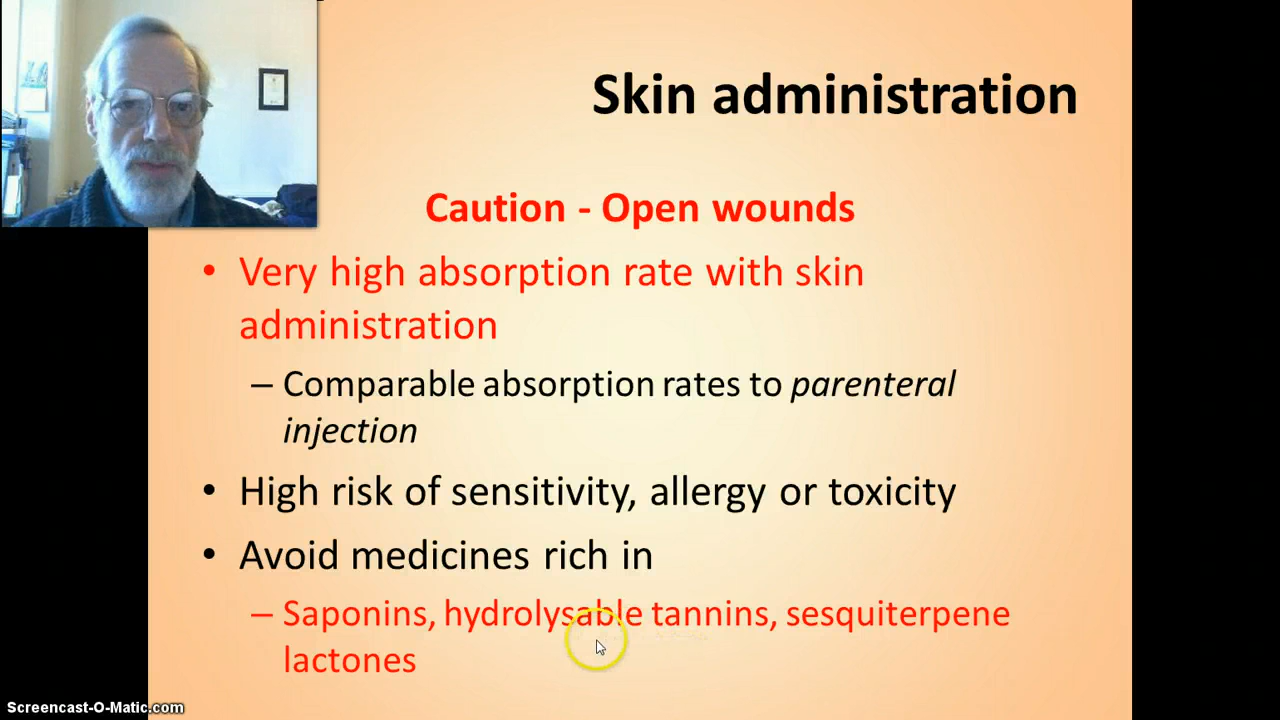 Skin administration
Caution - Open wounds
• Very high absorption rate with skin
administration
– Comparable absorption rates to parenteral
injection
• High risk of sensitivity, allergy or toxicity
• Avoid medicines rich in
– Saponins, hydrolysable tannins, sesquiterpene
lactones
Screencast-O-Matic.com